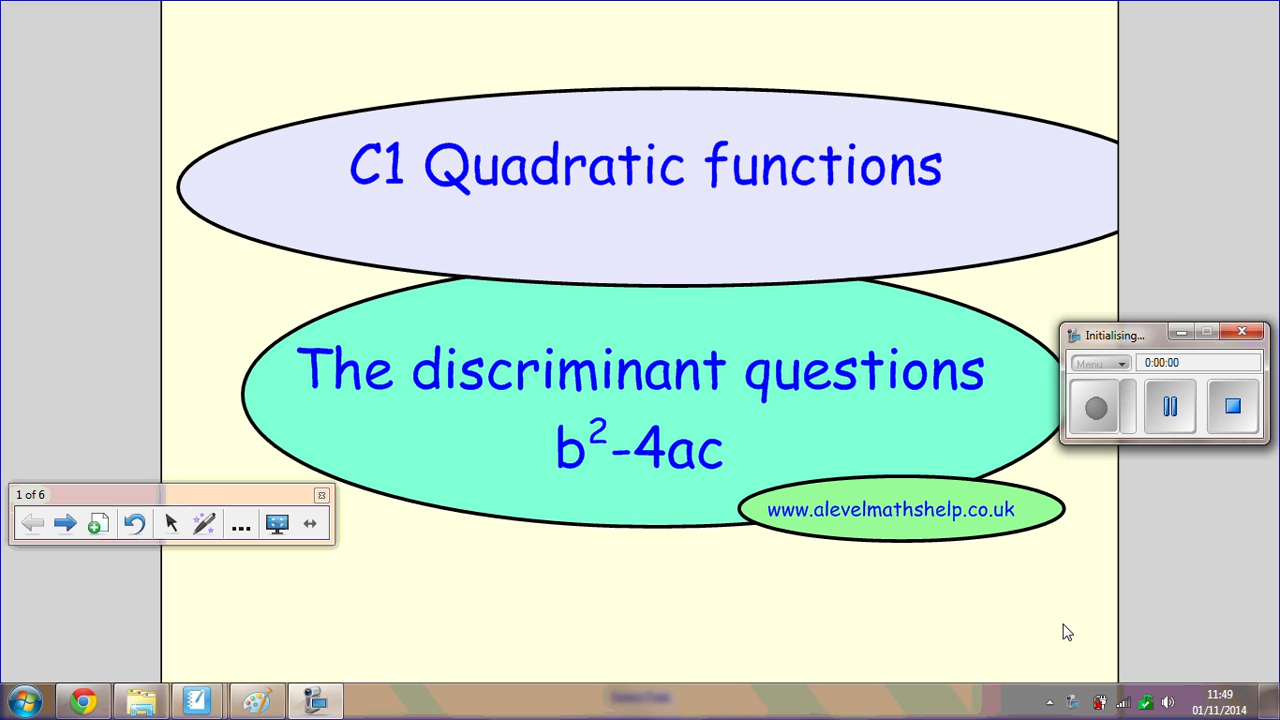 C1 Quadratic functions
The discriminant questions
b²-4ac
www.alevelmathshelp.co.uk
Initialising...
Menu
0:00:00
1 of 6
11:49
01/11/2014